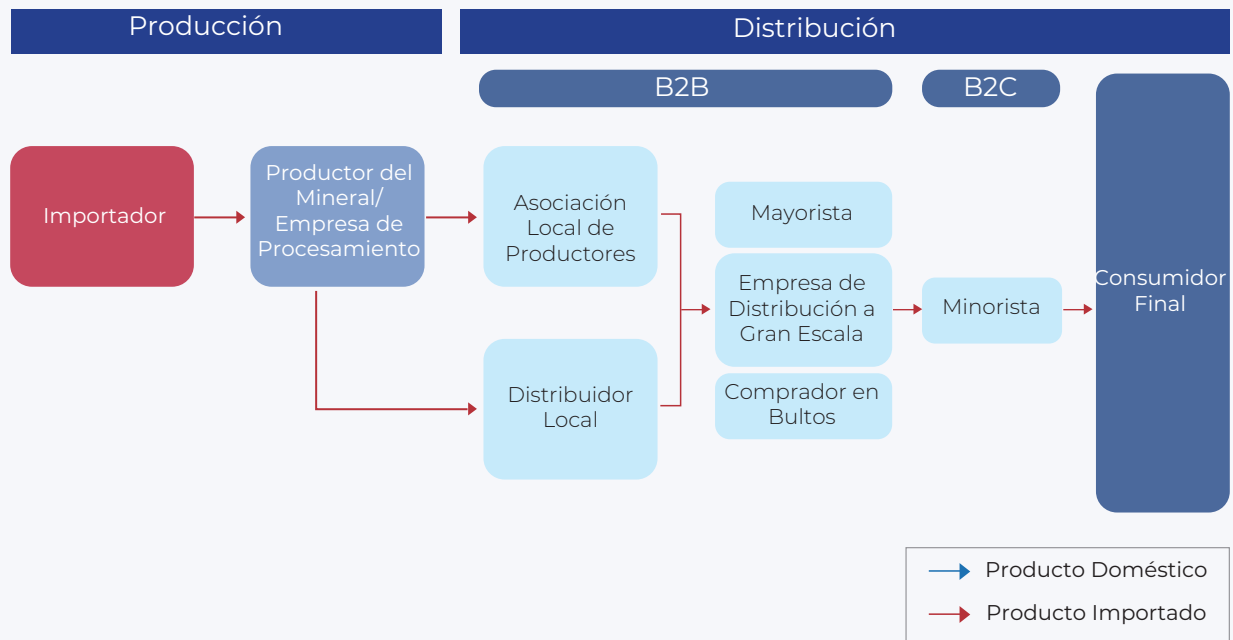 Producción
Distribución
B2B
B2C
Importador
Productor del
Mineral/
Empresa de
Procesamiento
Asociación
Local de
Productores
Distribuidor
Local
Mayorista
Empresa de
Distribución a
Gran Escala
Comprador en
Bultos
Minorista
Consumidor
Final
Producto Doméstico
Producto Importado